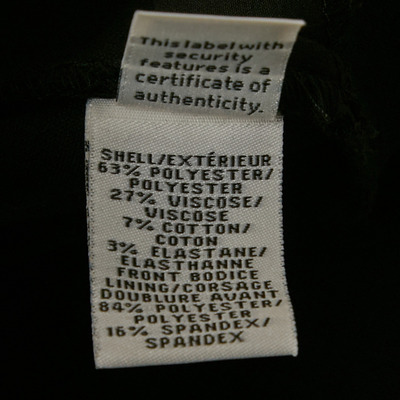 This label with
security
features is a
certificate of
authenticity.
SHELL/EXTÉRIEUR
63% POLYESTER/
POLYESTER
27% VISCOSE/
VISCOSE
7% COTTON/
COTON
3% ELASTANE/
ELASTHANNE
FRONT BODICE
LINING/CORSAGE
DOUBLURE AVANT
84% POLYESTER/
POLYESTER
16% SPANDEX/
SPANDEX